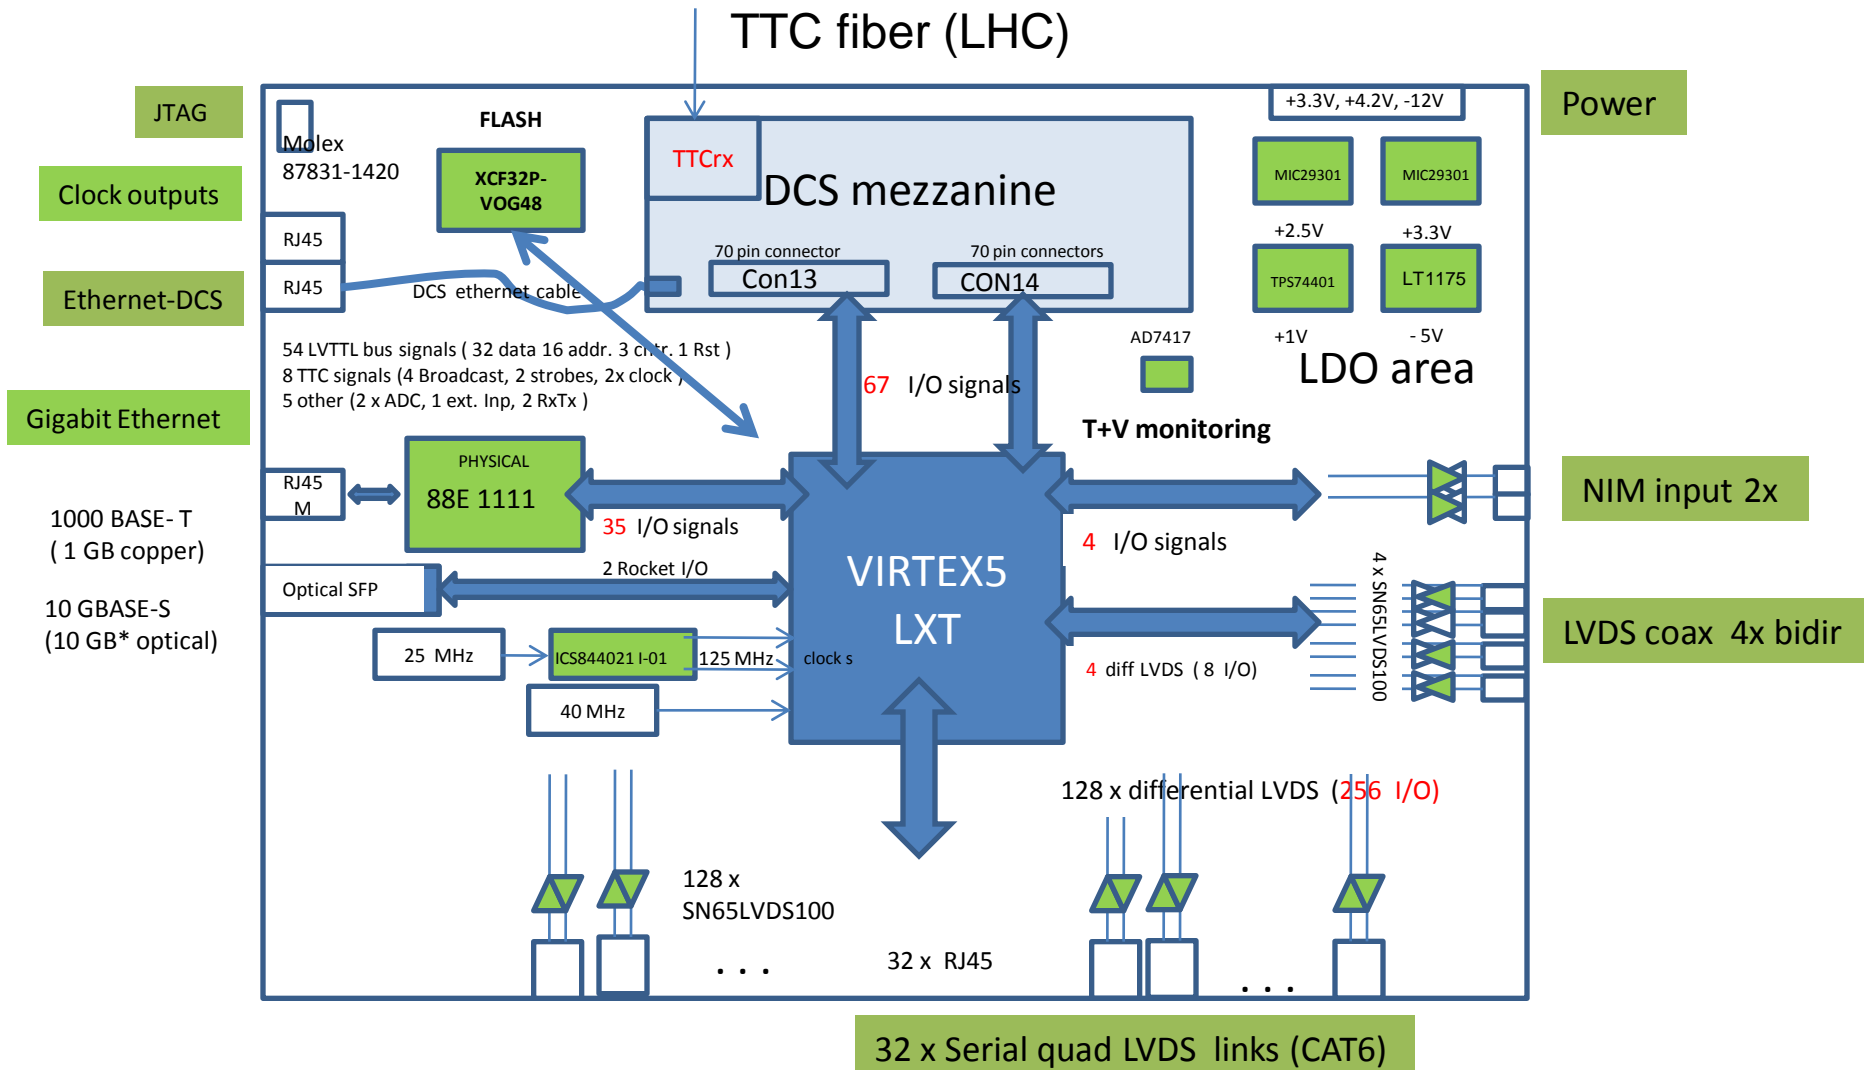 TTC fiber (LHC)
JTAG
Molex
87831-1420
FLASH
XCF32P-
VOG48
TTCrx
DCS mezzanine
+3.3V, +4.2V, -12V
Power
MIC29301
MIC29301
+2.5V
+3.3V
TPS74401
LT1175
+1V
- 5V
LDO area
Clock outputs
RJ45
RJ45
Ethernet-DCS
DCS ethernet cable
70 pin connector
Con13
70 pin connectors
CON14
AD7417
T+V monitoring
54 LVTTL bus signals ( 32 data 16 addr. 3 cntr. 1 Rst )
8 TTC signals (4 Broadcast, 2 strobes, 2x clock )
5 other (2 x ADC, 1 ext. Inp, 2 RxTx )
67 I/O signals
Gigabit Ethernet
RJ45
M
PHYSICAL
88E 1111
35 I/O signals
1000 BASE- T
( 1 GB copper)
Optical SFP
2 Rocket I/O
10 GBASE-S
(10 GB* optical)
25 MHz
ICS844021 I-01
125 MHz
clock s
40 MHz
VIRTEX5
LXT
4 I/O signals
NIM input 2x
4 x SN65LVDS100
4 diff LVDS ( 8 I/O)
LVDS coax 4x bidir
128 x differential LVDS (256 I/O)
128 x
SN65LVDS100
. . .
32 x RJ45
. . .
32 x Serial quad LVDS links (CAT6)